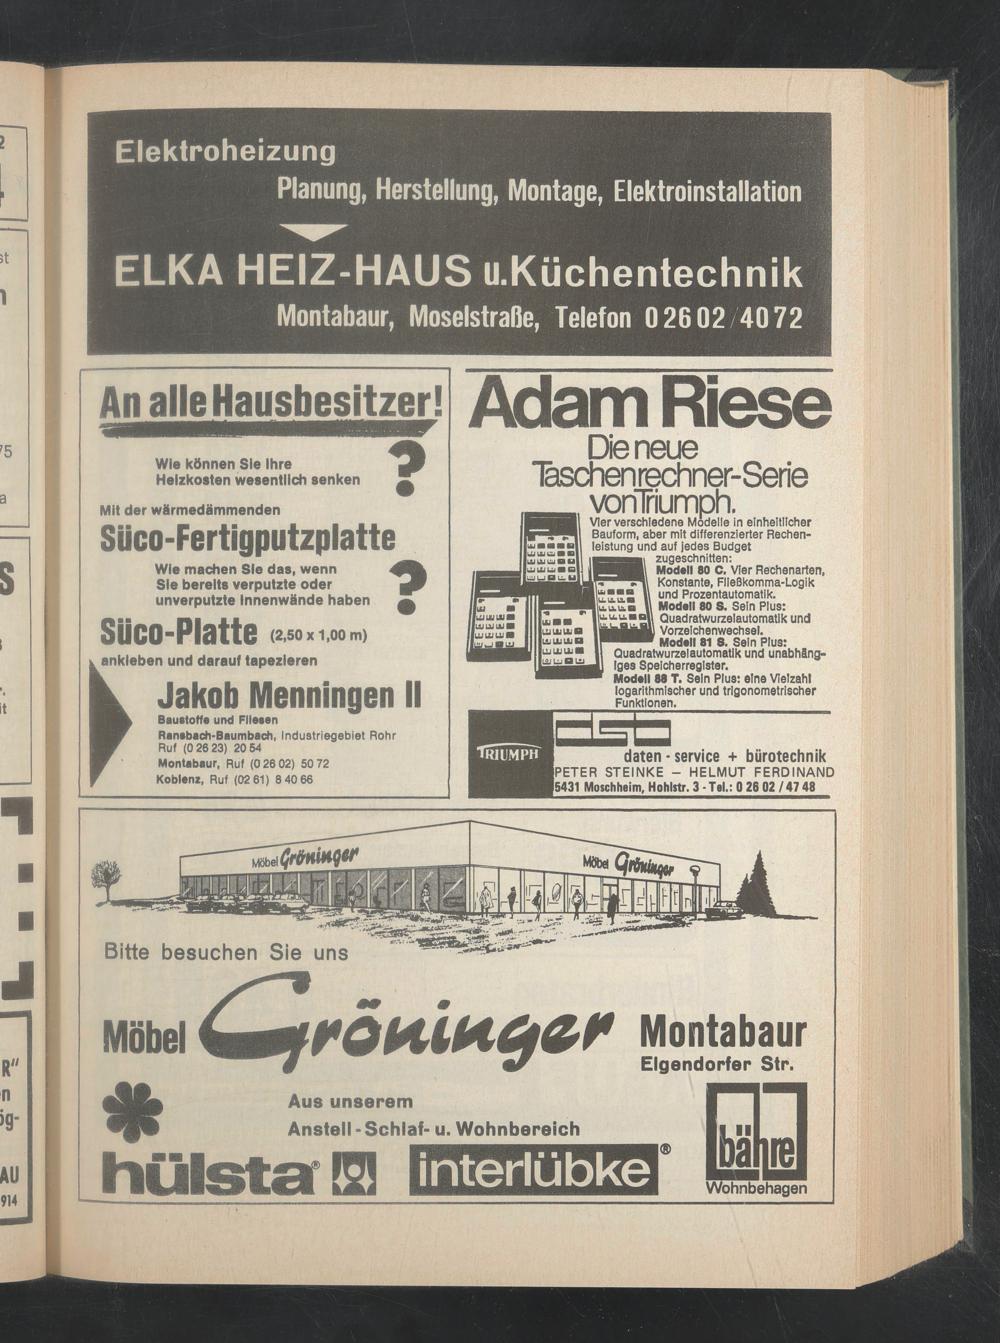 Elektroheizung
Planung, Herstellung, Montage, Elektroinstallation
ELKA HEIZ-HAUS u.Küchentechnik
Montabaur, Moselstraße, Telefon 02602/4072
An alle Hausbesitzer!
Wie können Sie Ihre
Heizkosten wesentlich senken
?
Mit der wärmedämmenden
Süco-Fertigputzplatte
Wie machen Sie das, wenn
Sie bereits verputzte oder
unverputzte Innenwände haben
?
Süco-Platte (2,50 x 1,00 m)
ankleben und darauf tapezieren
Jakob Menningen II
Baustoffe und Fliesen
Ransbach-Baumbach, Industriegebiet Rohr
Ruf (0 26 23) 20 54
Montabaur, Ruf (0 26 02) 50 72
Koblenz, Ruf (02 61) 8 40 66
Adam Riese
Die neue
Taschenrechner-Serie
von Triumph.
Vier verschiedene Modelle in einheitlicher
Bauform, aber mit differenzierter Rechen-
leistung und auf jedes Budget
zugeschnitten:
Modell 80 C. Vier Rechenarten,
Konstante, Fließkomma-Logik
und Prozentautomatik.
Modell 80 S. Sein Plus:
Quadratwurzelautomatik und
Vorzeichenwechsel.
Modell 81 S. Sein Plus:
Quadratwurzelautomatik und unabhäng-
iges Speicherregister.
Modell 88 T. Sein Plus: eine Vielzahl
logarithmischer und trigonometrischer
Funktionen.
TRIUMPH
dsb
daten - service + bürotechnik
PETER STEINKE – HELMUT FERDINAND
5431 Moschheim, Hohlstr. 3 - Tel.: 0 26 02 / 47 48
Möbel Gröninger
Möbel Gröninger
Bitte besuchen Sie uns
Möbel Gröninger Montabaur
Elgendorfer Str.
Aus unserem
Anstell - Schlaf- u. Wohnbereich
hülsta®
interlübke®
bähre
Wohnbehagen